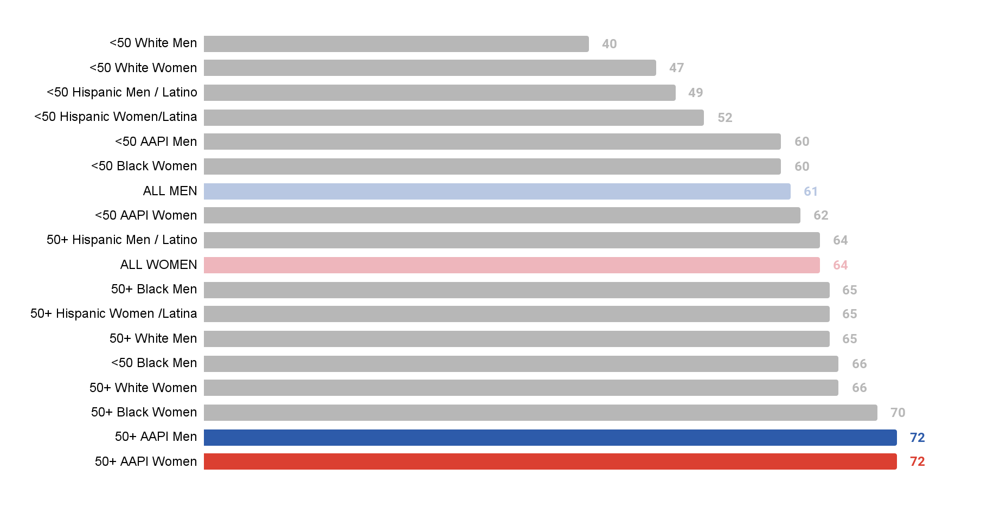 <50 White Men 40
<50 White Women 47
<50 Hispanic Men / Latino 49
<50 Hispanic Women/Latina 52
<50 AAPI Men 60
<50 Black Women 60
ALL MEN 61
<50 AAPI Women 62
50+ Hispanic Men / Latino 64
ALL WOMEN 64
50+ Black Men 65
50+ Hispanic Women /Latina 65
50+ White Men 65
<50 Black Men 66
50+ White Women 66
50+ Black Women 70
50+ AAPI Men 72
50+ AAPI Women 72